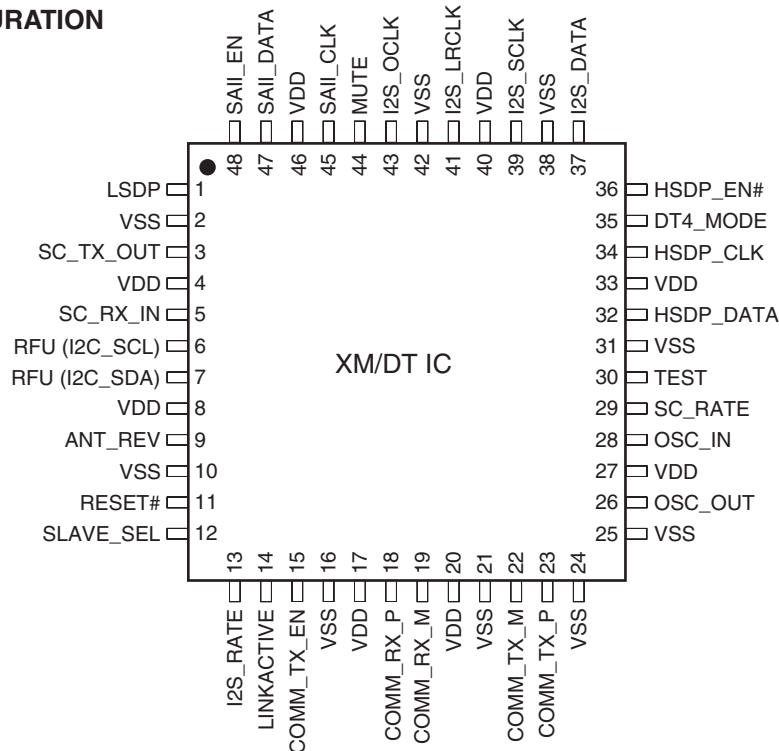 URATION
SAII_EN
SAII_DATA
VDD
SAII_CLK
MUTE
I2S_OCLK
VSS
I2S_LRCLK
VDD
I2S_SCLK
VSS
I2S_DATA
48 47 46 45 44 43 42 41 40 39 38 37
LSDP 1
VSS 2
SC_TX_OUT 3
VDD 4
SC_RX_IN 5
RFU (I2C_SCL) 6
RFU (I2C_SDA) 7
VDD 8
ANT_REV 9
VSS 10
RESET# 11
SLAVE_SEL 12
XM/DT IC
36 HSDP_EN#
35 DT4_MODE
34 HSDP_CLK
33 VDD
32 HSDP_DATA
31 VSS
30 TEST
29 SC_RATE
28 OSC_IN
27 VDD
26 OSC_OUT
25 VSS
13 14 15 16 17 18 19 20 21 22 23 24
I2S_RATE
LINKACTIVE
COMM_TX_EN
VSS
VDD
COMM_RX_P
COMM_RX_M
VDD
VSS
COMM_TX_M
COMM_TX_P
VSS